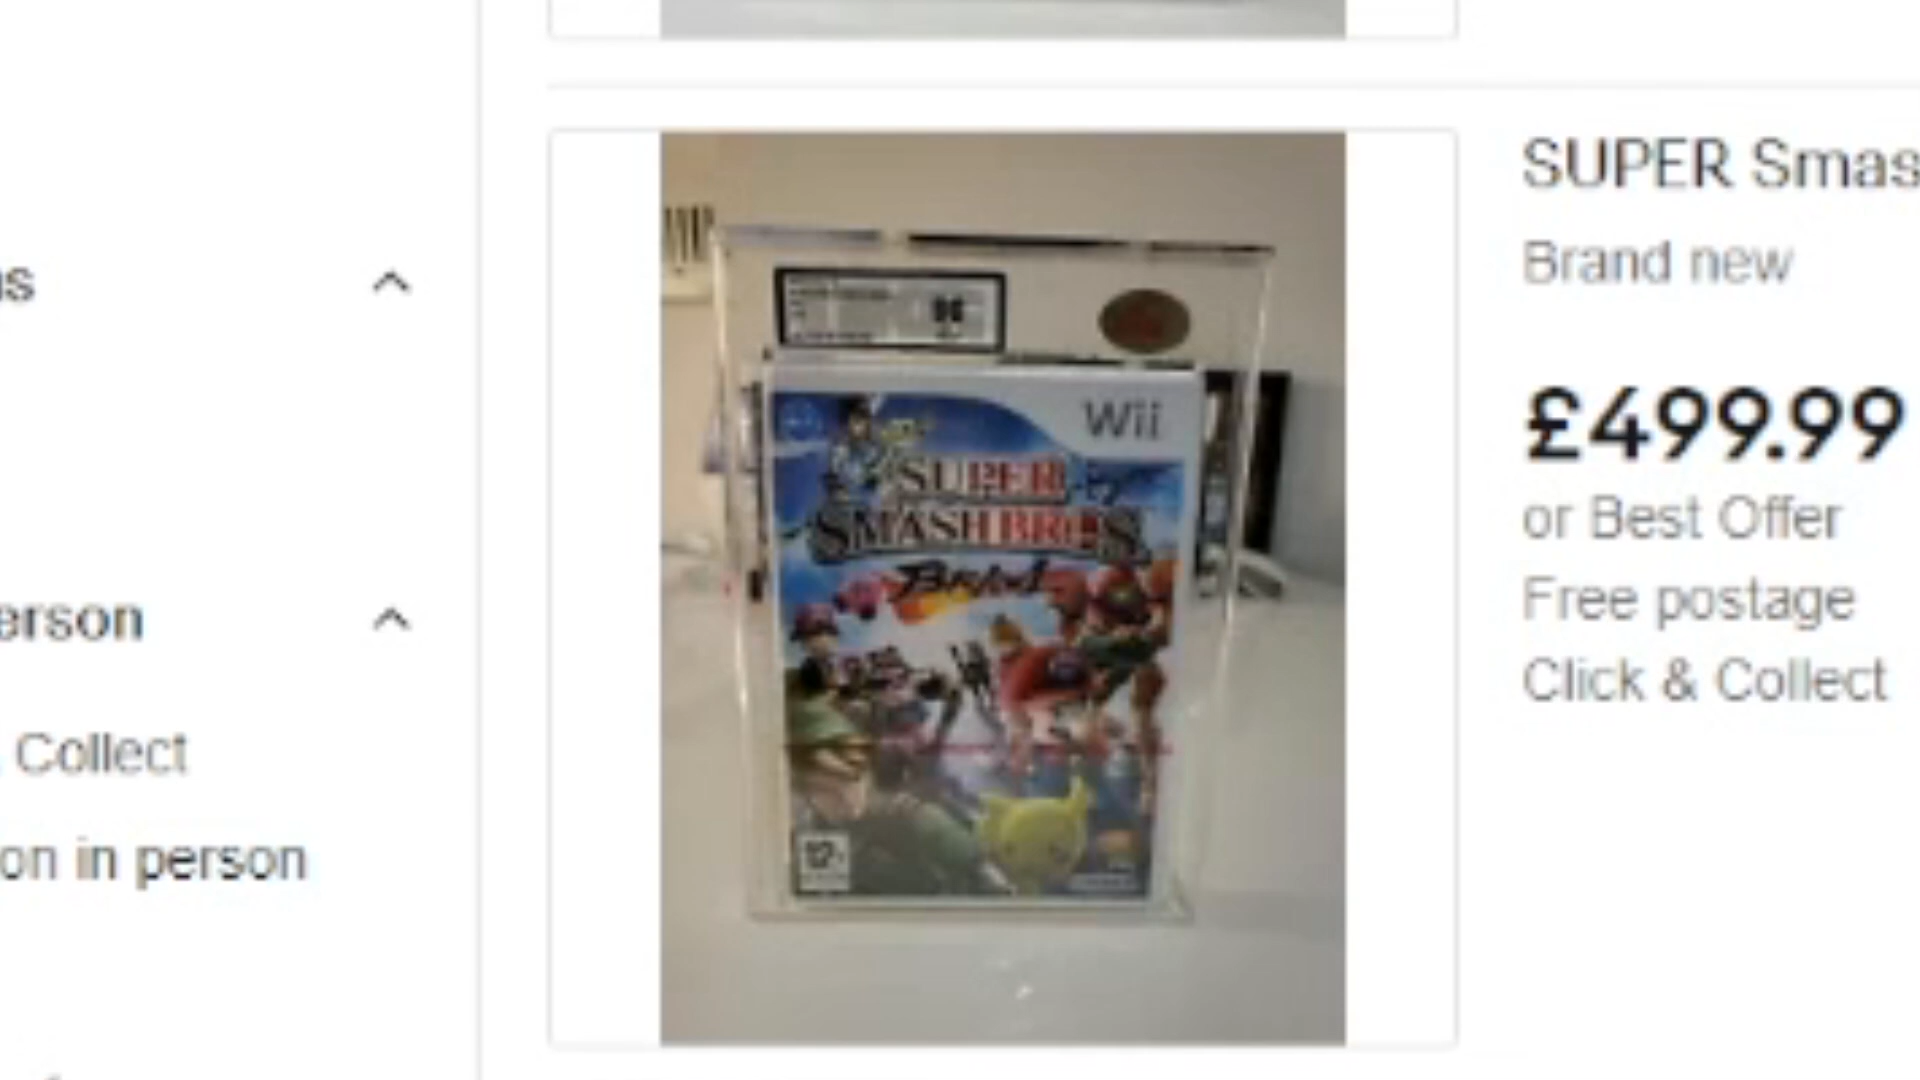 SUPER Smas
Brand new
£499.99
or Best Offer
Free postage
Click & Collect
Wii
SUPER
SMASH BROS
Brawl
12+
erson
Collect
on in person